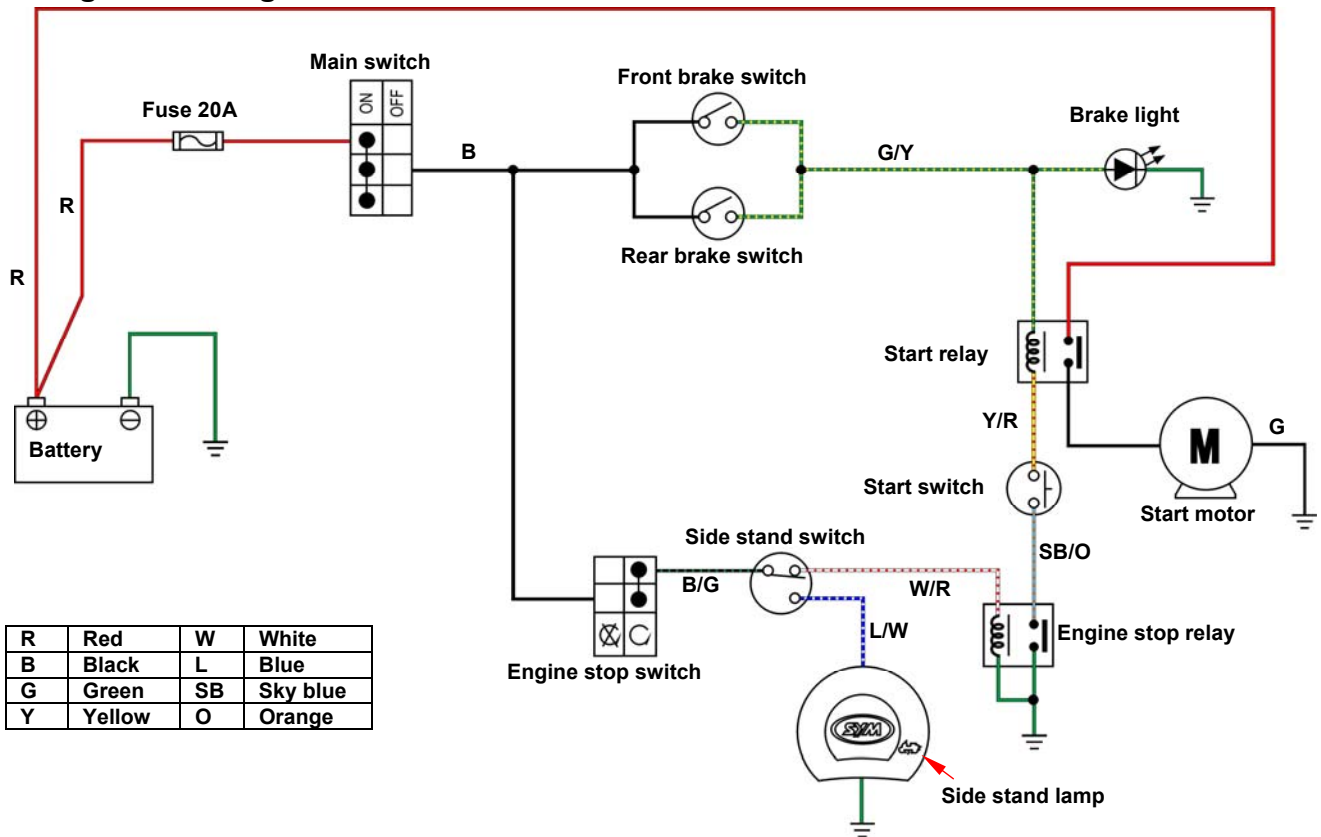 Main switch
Front brake switch
Fuse 20A
ON
OFF
Brake light
B
G/Y
R
Rear brake switch
R
Start relay
Battery
Y/R
G
M
Start switch
Start motor
Side stand switch
SB/O
B/G
W/R
L/W
Engine stop relay
Engine stop switch
R Red W White
B Black L Blue
G Green SB Sky blue
Y Yellow O Orange
SYM
Side stand lamp